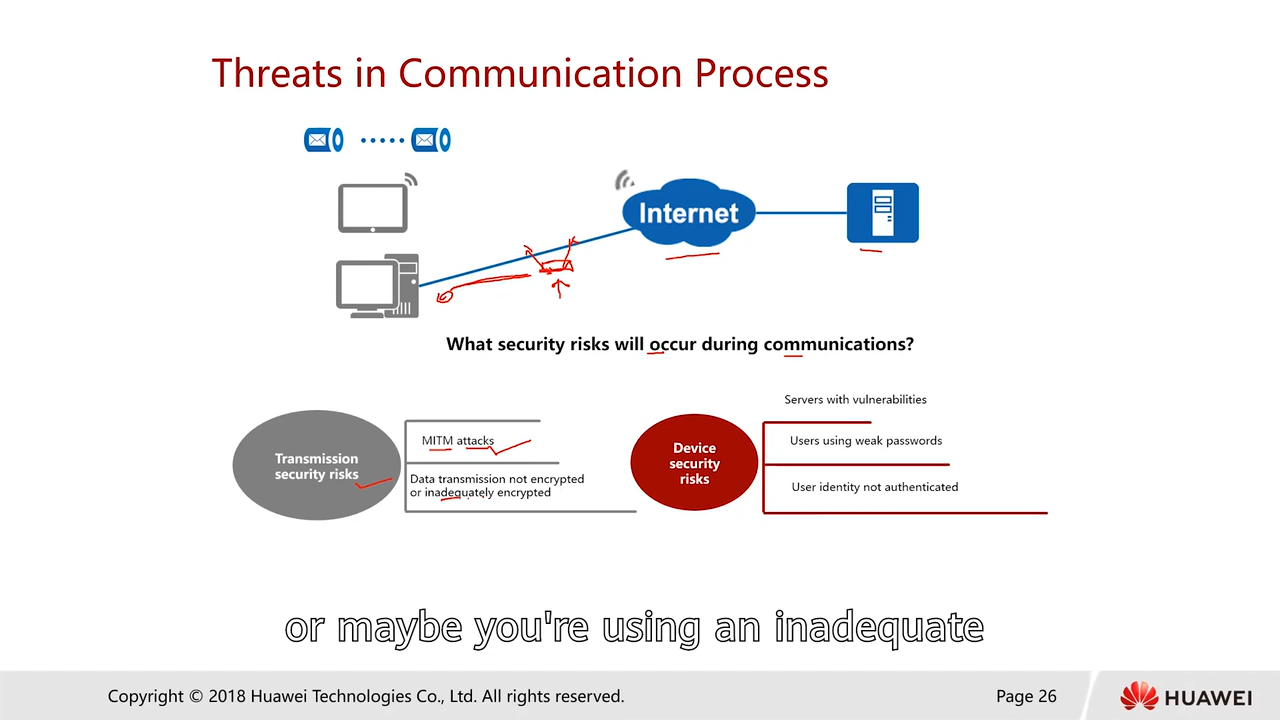 Threats in Communication Process
Internet
What security risks will occur during communications?
Servers with vulnerabilities
Transmission
security risks
MITM attacks
Data transmission not encrypted
or inadequately encrypted
Device
security
risks
Users using weak passwords
User identity not authenticated
or maybe you're using an inadequate
Copyright © 2018 Huawei Technologies Co., Ltd. All rights reserved.
Page 26
HUAWEI